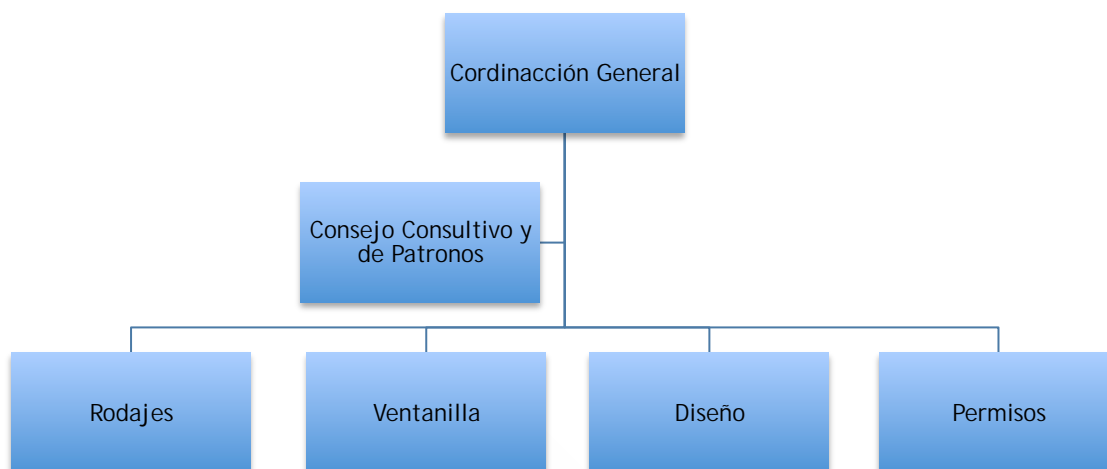 Cordinacción General
Consejo Consultivo y
de Patronos
Rodajes
Ventanilla
Diseño
Permisos